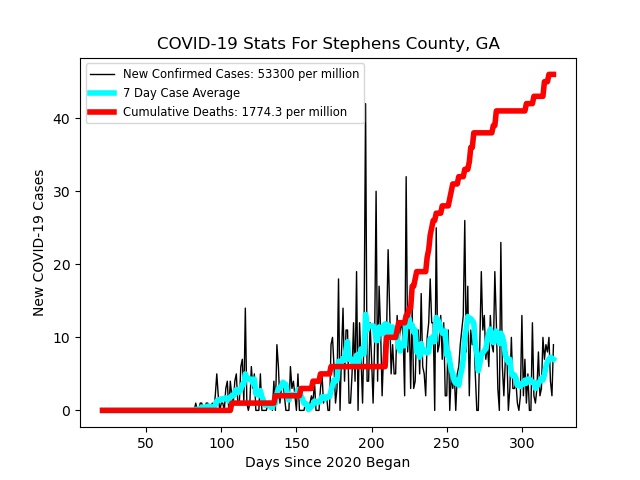 COVID-19 Stats For Stephens County, GA
New Confirmed Cases: 53300 per million
7 Day Case Average
Cumulative Deaths: 1774.3 per million
New COVID-19 Cases
40
30
20
10
0
50 100 150 200 250 300
Days Since 2020 Began